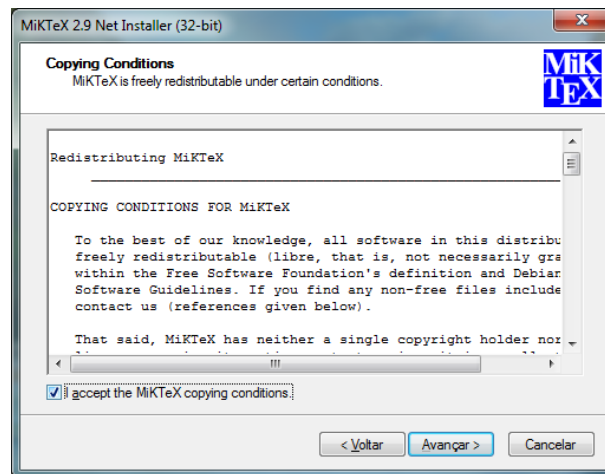 MiKTeX 2.9 Net Installer (32-bit)
Copying Conditions
MiKTeX is freely redistributable under certain conditions.
MiK
TEX
Redistributing MiKTeX
COPYING CONDITIONS FOR MiKTeX
To the best of our knowledge, all software in this distribu
freely redistributable (libre, that is, not necessarily gra
within the Free Software Foundation's definition and Debian
Software Guidelines. If you find any non-free files include
contact us (references given below).
That said, MiKTeX has neither a single copyright holder nor
I accept the MiKTeX copying conditions.
< Voltar
Avançar >
Cancelar